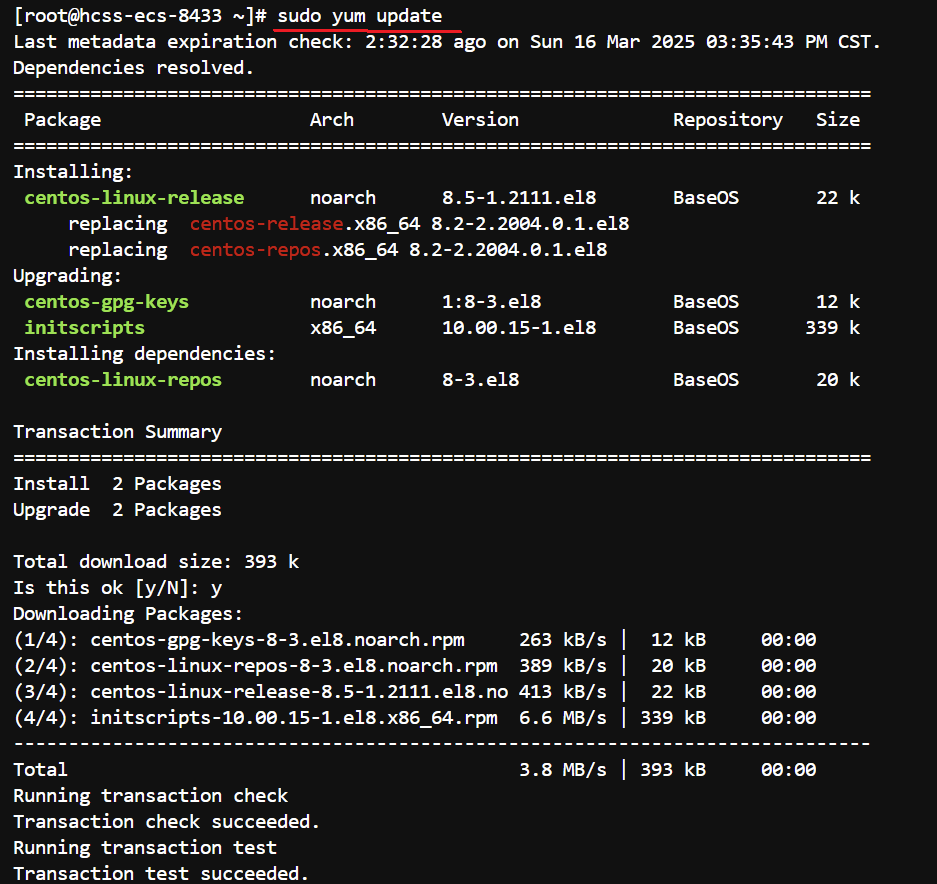 [root@hcss-ecs-8433 ~]# sudo yum update
Last metadata expiration check: 2:32:28 ago on Sun 16 Mar 2025 03:35:43 PM CST.
Dependencies resolved.
==============================================================================
 Package                   Arch        Version              Repository   Size
==============================================================================
Installing:
 centos-linux-release      noarch      8.5-1.2111.el8       BaseOS       22 k
     replacing  centos-release.x86_64 8.2-2.2004.0.1.el8
     replacing  centos-repos.x86_64 8.2-2.2004.0.1.el8
Upgrading:
 centos-gpg-keys           noarch      1:8-3.el8            BaseOS       12 k
 initscripts               x86_64      10.00.15-1.el8       BaseOS      339 k
Installing dependencies:
 centos-linux-repos        noarch      8-3.el8              BaseOS       20 k
Transaction Summary
==============================================================================
Install  2 Packages
Upgrade  2 Packages
Total download size: 393 k
Is this ok [y/N]: y
Downloading Packages:
(1/4): centos-gpg-keys-8-3.el8.noarch.rpm     263 kB/s |  12 kB     00:00
(2/4): centos-linux-repos-8-3.el8.noarch.rpm  389 kB/s |  20 kB     00:00
(3/4): centos-linux-release-8.5-1.2111.el8.no 413 kB/s |  22 kB     00:00
(4/4): initscripts-10.00.15-1.el8.x86_64.rpm  6.6 MB/s | 339 kB     00:00
------------------------------------------------------------------------------
Total                                         3.8 MB/s | 393 kB     00:00
Running transaction check
Transaction check succeeded.
Running transaction test
Transaction test succeeded.